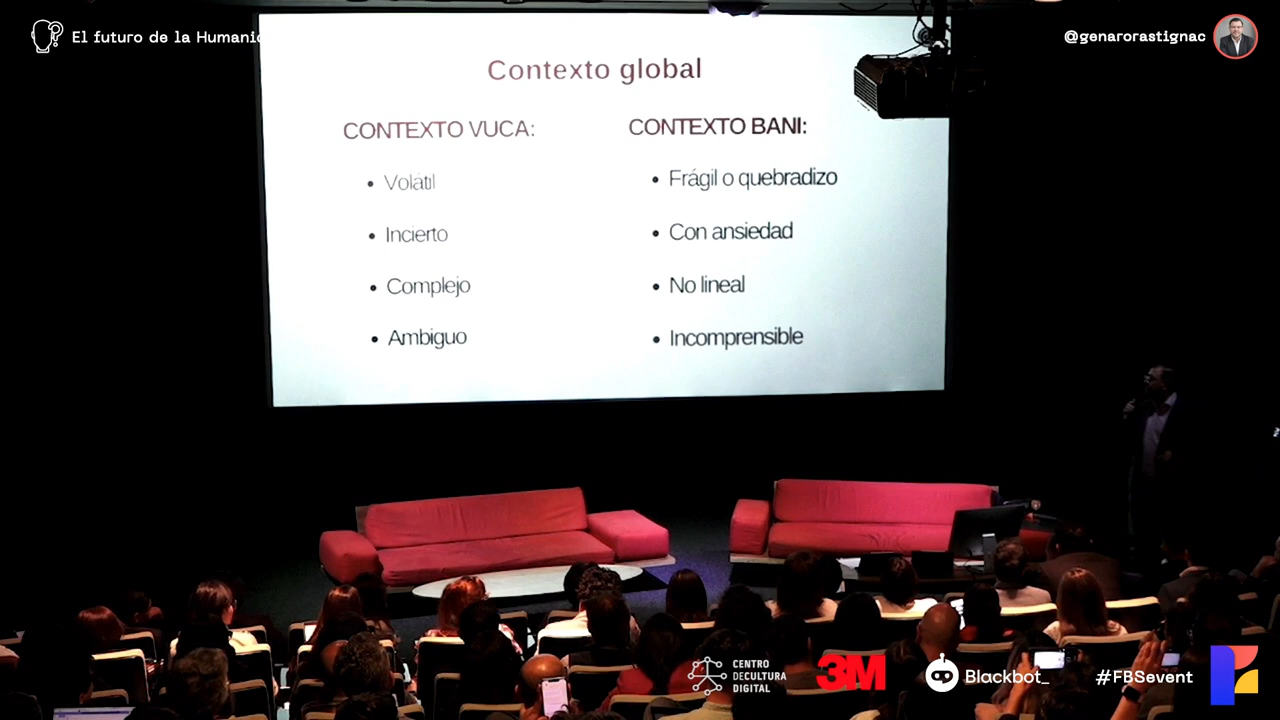 El futuro de la Humanid
@genarorastignac
Contexto global
CONTEXTO VUCA:
• Volátil
• Incierto
• Complejo
• Ambiguo
CONTEXTO BANI:
• Frágil o quebradizo
• Con ansiedad
• No lineal
• Incomprensible
CENTRO
DECULTURA
DIGITAL
3M
Blackbot_
#FBSevent